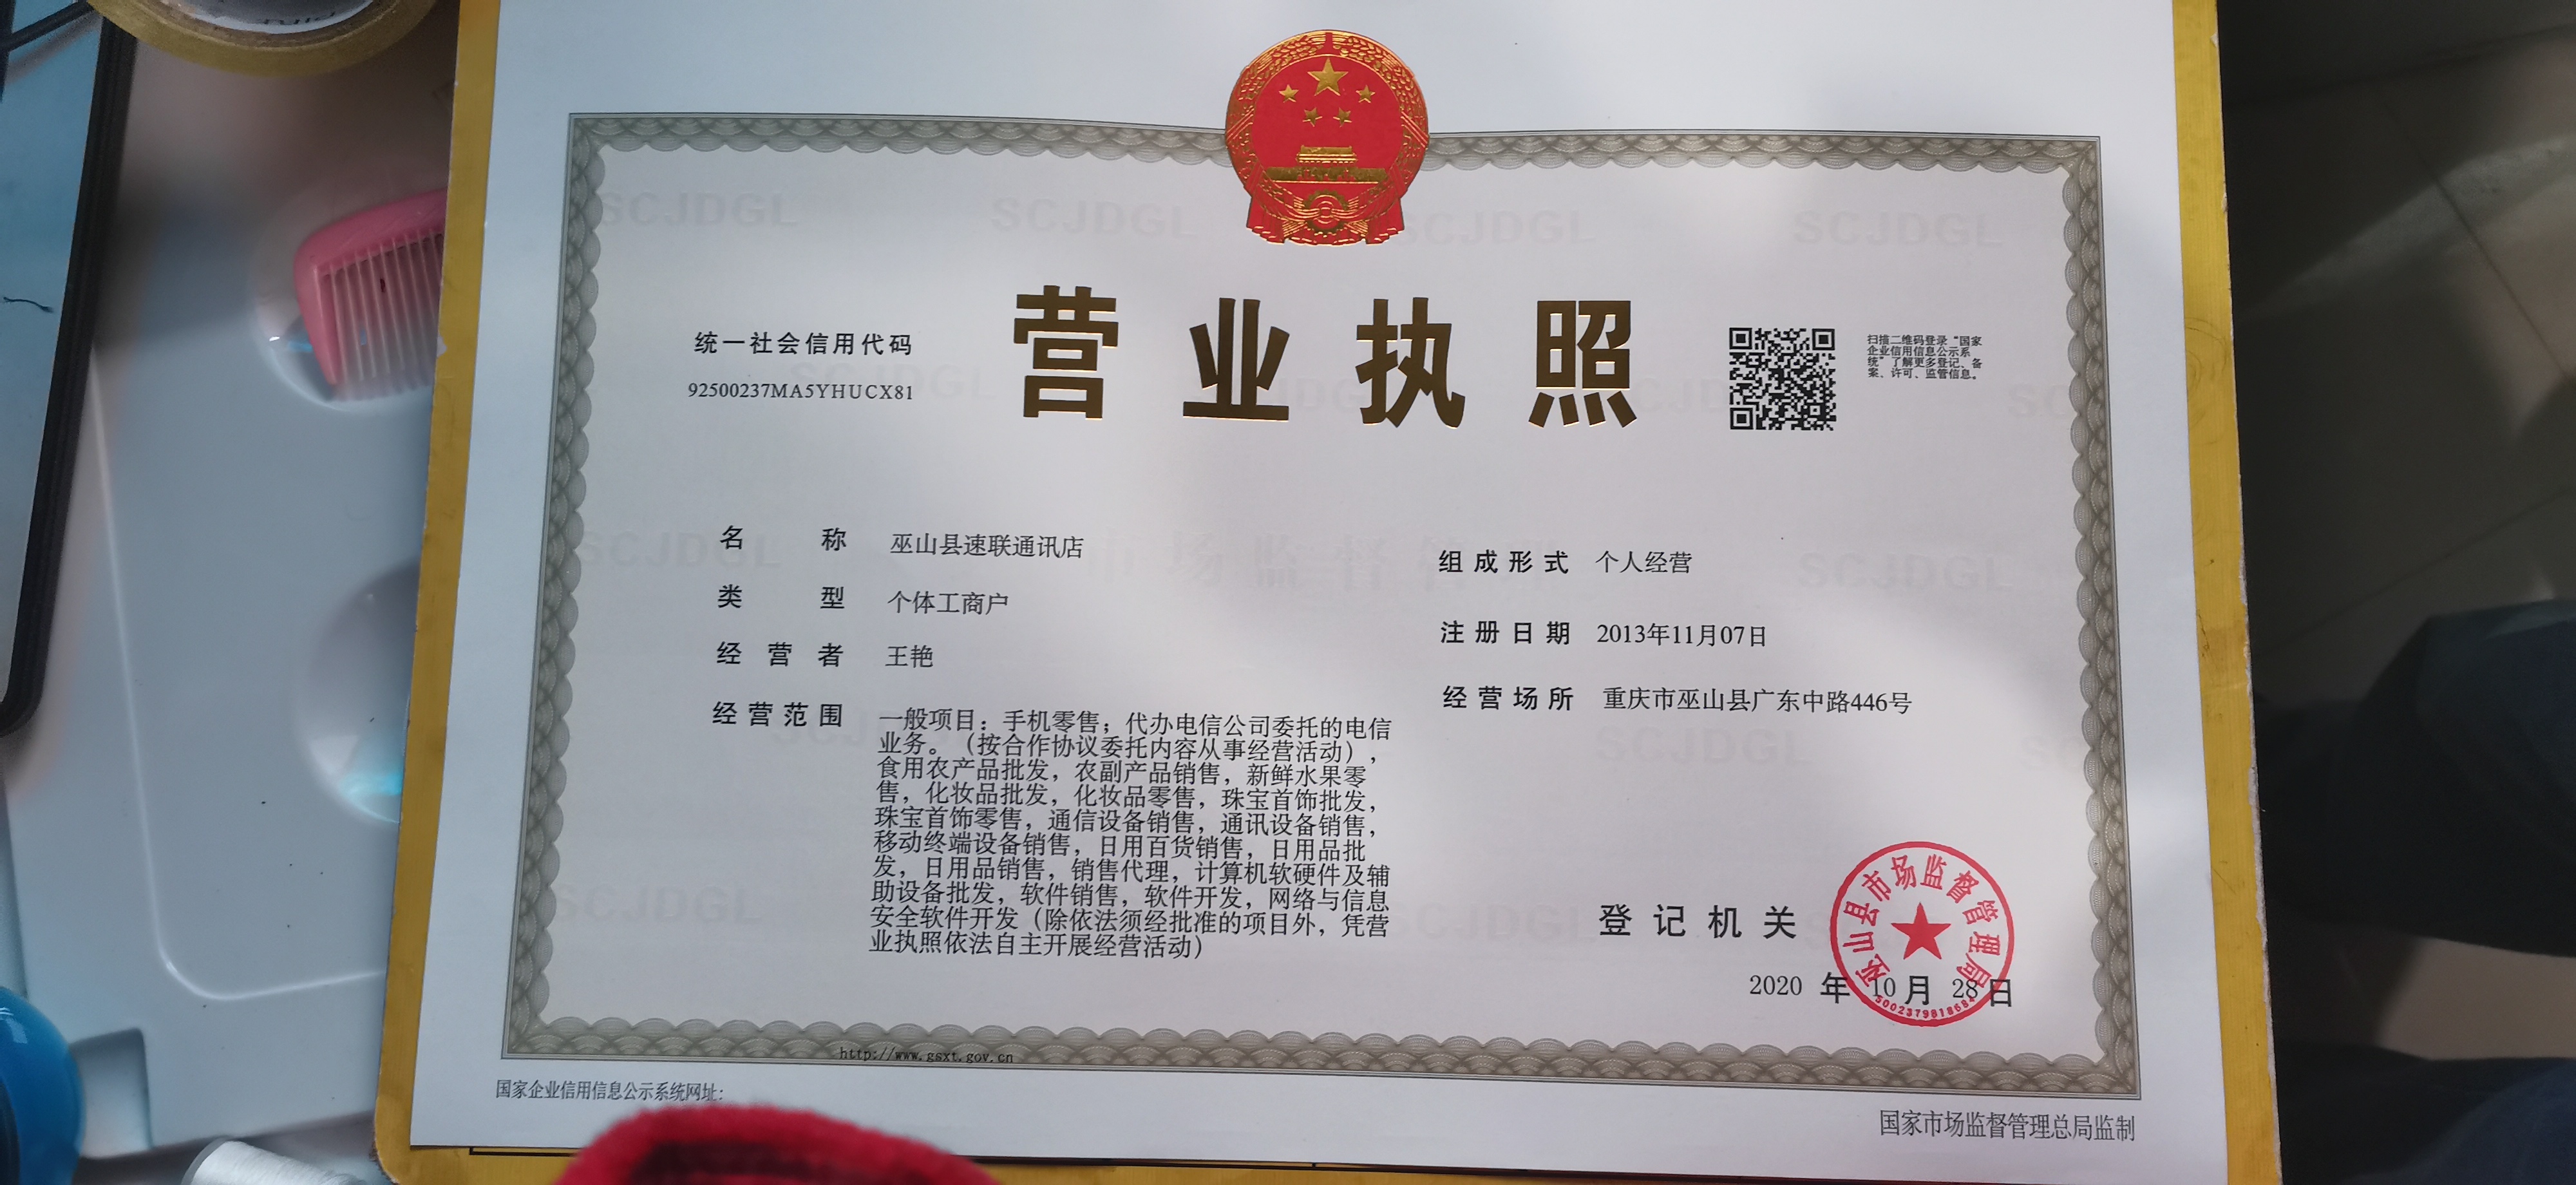 营业执照
统一社会信用代码
92500237MA5YHUCX81
扫描二维码登录“国家
企业信用信息公示系
统”了解更多登记、备
案、许可、监管信息。
名称 巫山县速联通讯店
类型 个体工商户
经营者 王艳
经营范围 一般项目：手机零售；代办电信公司委托的电信
业务。（按合作协议委托内容从事经营活动），
食用农产品批发，农副产品销售，新鲜水果零
售，化妆品批发，化妆品零售，珠宝首饰批发，
珠宝首饰零售，通信设备销售，通讯设备销售，
移动终端设备销售，日用百货销售，日用品批
发，日用品销售，销售代理，计算机软硬件及辅
助设备批发，软件销售，软件开发，网络与信息
安全软件开发（除依法须经批准的项目外，凭营
业执照依法自主开展经营活动）
组成形式 个人经营
注册日期 2013年11月07日
经营场所 重庆市巫山县广东中路446号
登记机关
巫山县市场监督管理局
5002379818684
2020 年 10 月 28 日
http://www.gsxt.gov.cn
国家企业信用信息公示系统网址：
国家市场监督管理总局监制
SCJDGL
市场监督管